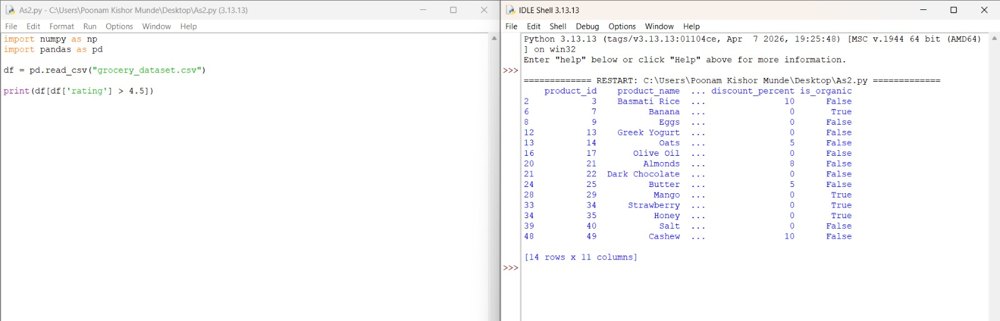 As2.py - C:\Users\Poonam Kishor Munde\Desktop\As2.py (3.13.13)
File Edit Format Run Options Window Help
import numpy as np
import pandas as pd
df = pd.read_csv("grocery_dataset.csv")
print(df[df['rating'] > 4.5])
IDLE Shell 3.13.13
File Edit Shell Debug Options Window Help
Python 3.13.13 (tags/v3.13.13:01104ce, Apr  7 2026, 19:25:48) [MSC v.1944 64 bit (AMD64)
] on win32
Enter "help" below or click "Help" above for more information.
>>>
============= RESTART: C:\Users\Poonam Kishor Munde\Desktop\As2.py =============
    product_id    product_name  ... discount_percent is_organic
2            3    Basmati Rice  ...               10      False
6            7          Banana  ...                0       True
8            9            Eggs  ...                0      False
12          13    Greek Yogurt  ...                0      False
13          14            Oats  ...                5      False
16          17       Olive Oil  ...                0      False
20          21         Almonds  ...                8      False
21          22  Dark Chocolate  ...                0      False
24          25          Butter  ...                5      False
28          29           Mango  ...                0       True
33          34      Strawberry  ...                0       True
34          35           Honey  ...                0       True
39          40            Salt  ...                0      False
48          49          Cashew  ...               10      False
[14 rows x 11 columns]
>>>